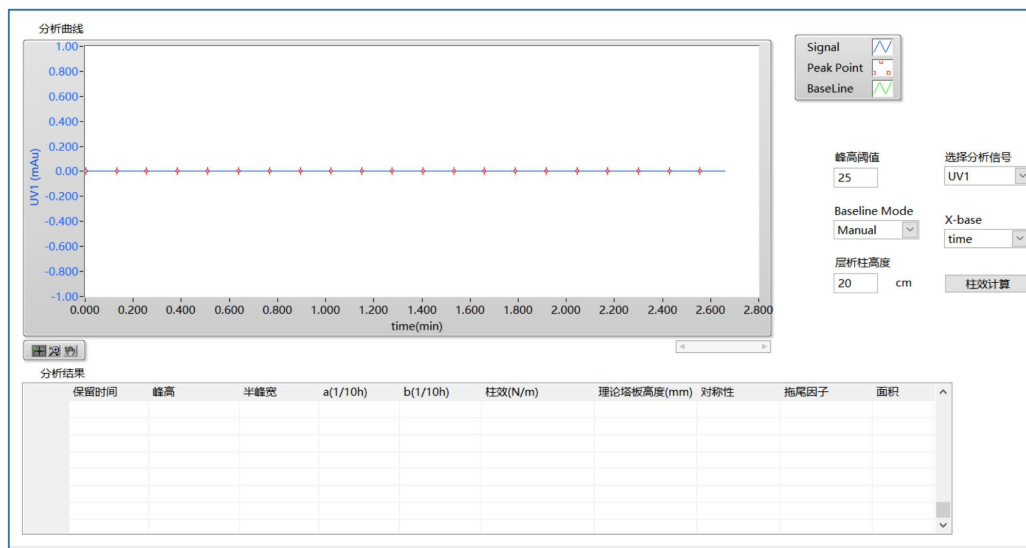 分析曲线
1.00
0.800
0.600
0.400
0.200
0.00
-0.200
-0.400
-0.600
-0.800
-1.00
UV1 (mAu)
0.000 0.200 0.400 0.600 0.800 1.000 1.200 1.400 1.600 1.800 2.000 2.200 2.400 2.600 2.800
time(min)
Signal
Peak Point
BaseLine
峰高阈值 选择分析信号
25 UV1
Baseline Mode X-base
Manual time
层析柱高度
20 cm 柱效计算
分析结果
保留时间 峰高 半峰宽 a(1/10h) b(1/10h) 柱效(N/m) 理论塔板高度(mm) 对称性 拖尾因子 面积